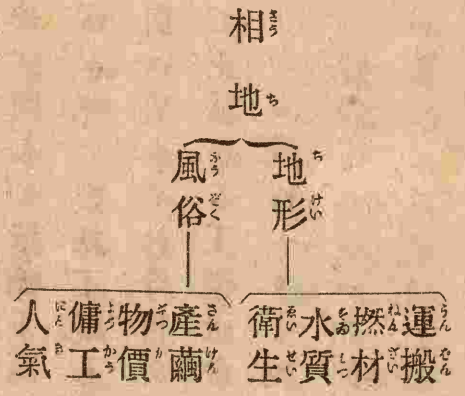 相地
地形
風俗
運搬
撚材
水質
衛生
產繭
物價
傭工
人氣